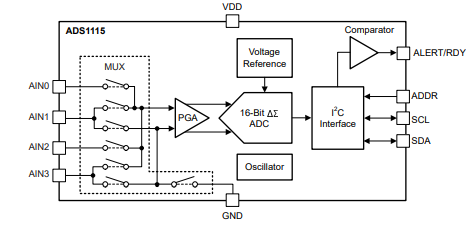 VDD
ADS1115
Comparator
MUX
Voltage
Reference
ALERT/RDY
AIN0
ADDR
AIN1
PGA
16-Bit ΔΣ
ADC
I²C
Interface
SCL
AIN2
SDA
AIN3
Oscillator
GND